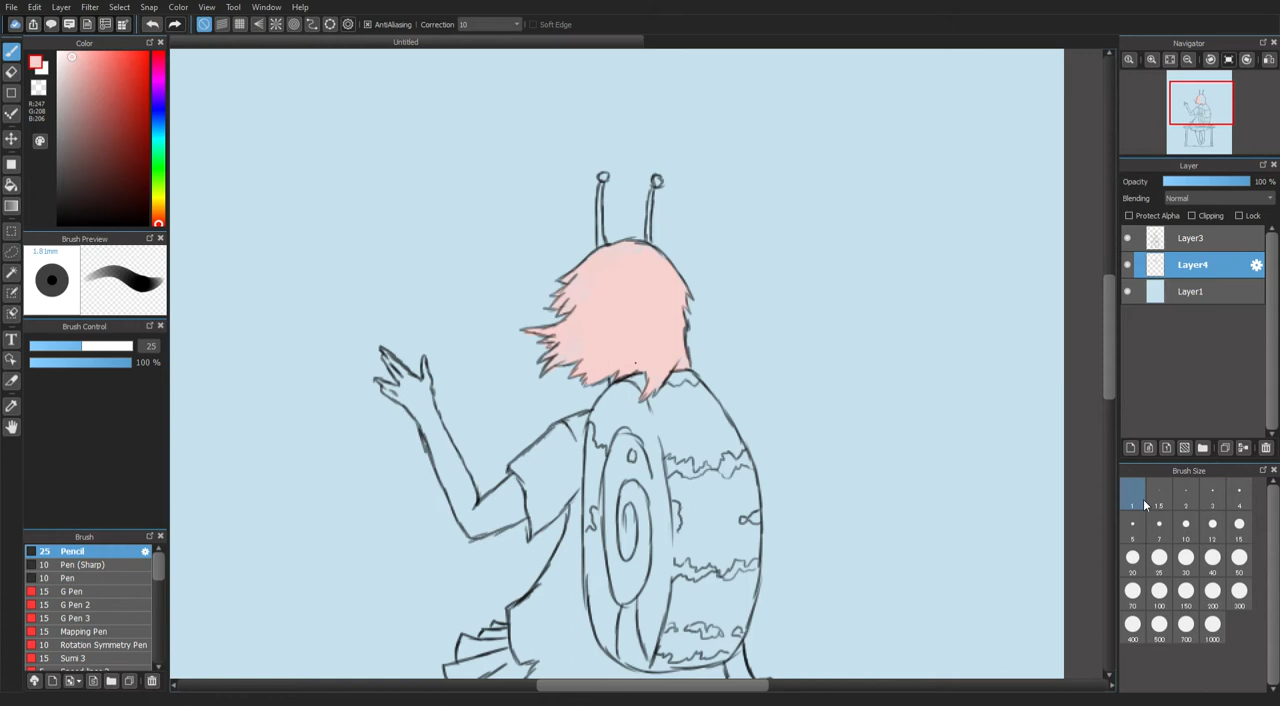 File Edit Layer Filter Select Snap Color View Tool Window Help
AntiAliasing Correction 10 Soft Edge
Color
Untitled
Navigator
R:247
G:208
B:206
Layer
Opacity 100 %
Blending Normal
Protect Alpha Clipping Lock
Layer3
Layer4
Layer1
Brush Preview
1.81mm
Brush Control
25
100 %
Brush
25 Pencil
10 Pen (Sharp)
10 Pen
15 G Pen
15 G Pen 2
15 G Pen 3
15 Mapping Pen
10 Rotation Symmetry Pen
15 Sumi 3
Brush Size
1 1.5 2 3 4
5 7 10 12 15
20 25 30 40 50
70 100 150 200 300
400 500 700 1000